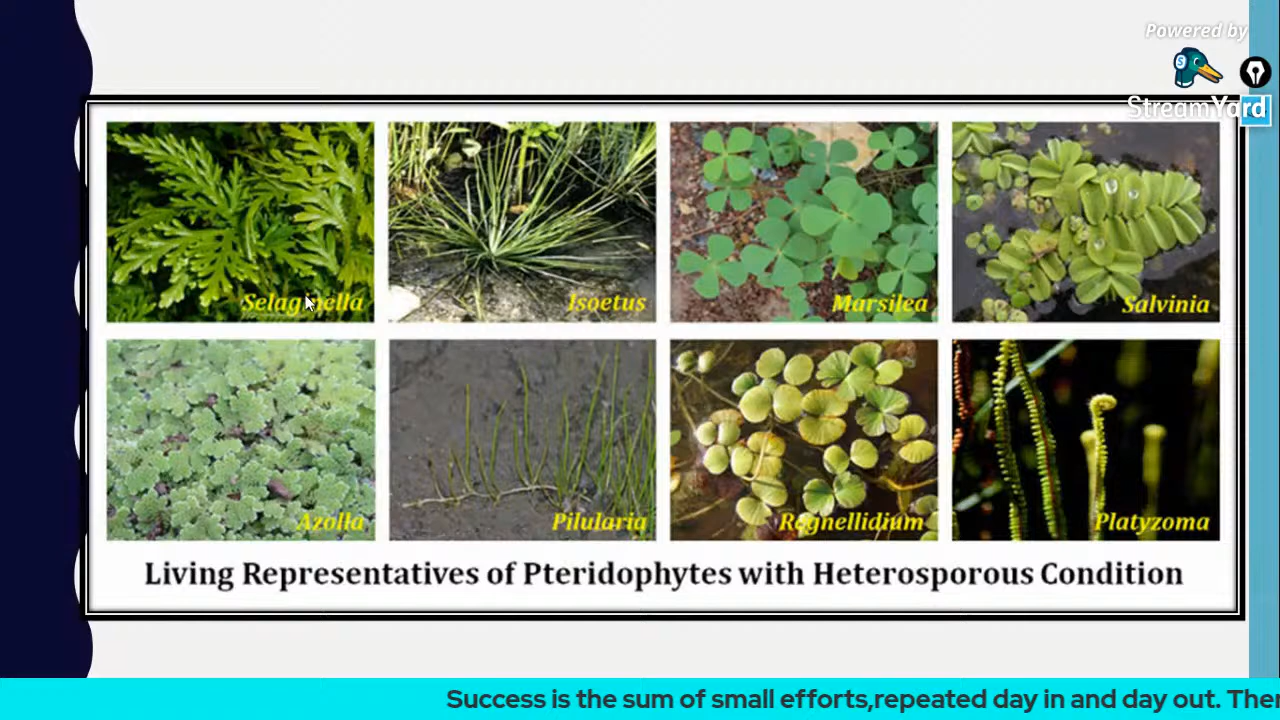 Powered by
StreamYard
Selaginella
Isoetus
Marsilea
Salvinia
Azolla
Pilularia
Regnellidium
Platyzoma
Living Representatives of Pteridophytes with Heterosporous Condition
Success is the sum of small efforts,repeated day in and day out. The